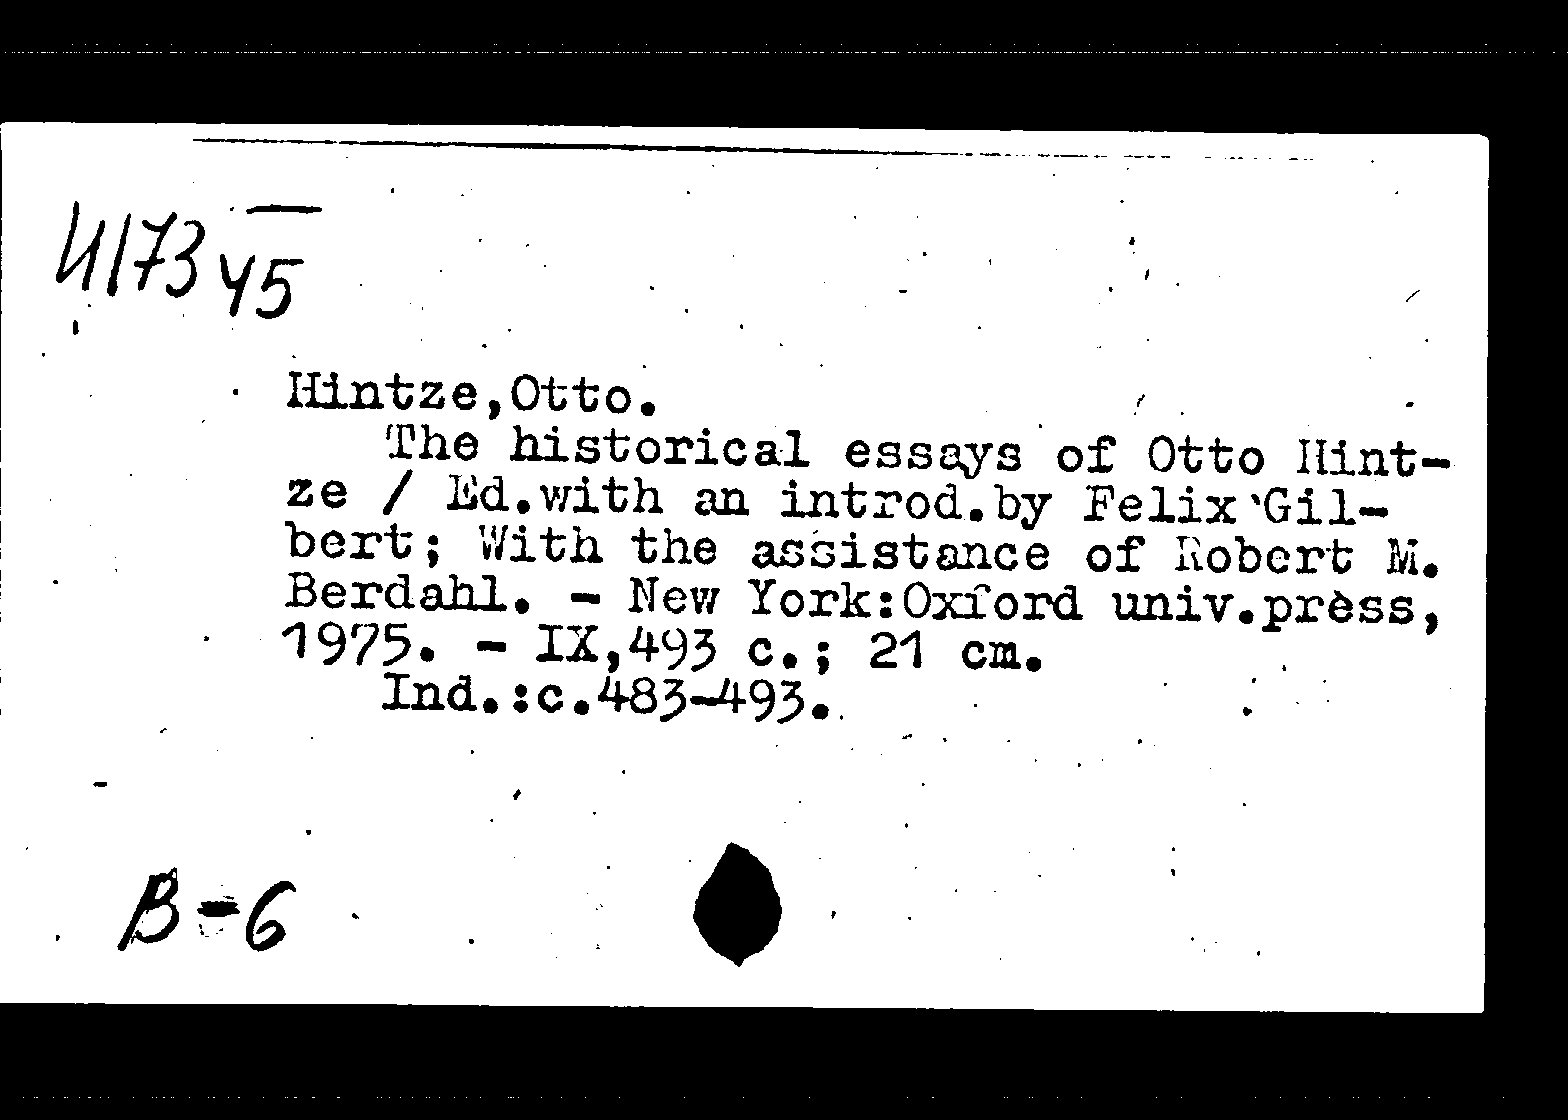 И173 45
Hintze,Otto.
The historical essays of Otto Hint-
ze / Ed.with an introd.by Felix Gil-
bert; With the assistance of Robert M.
Berdahl. - New York:Oxford univ.press,
1975. - IX,493 c.; 21 cm.
Ind.:c.483-493.
B-6